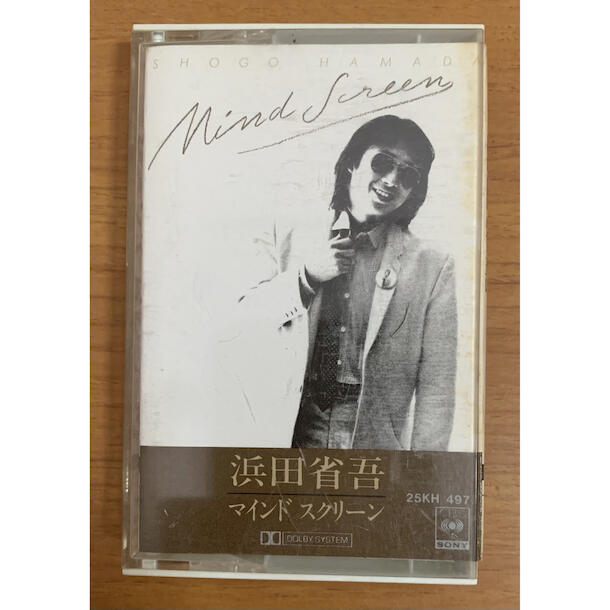 SHOGO HAMADA
Mind Screen
浜田省吾
マインド スクリーン
25KH 497
DOLBY SYSTEM
SONY